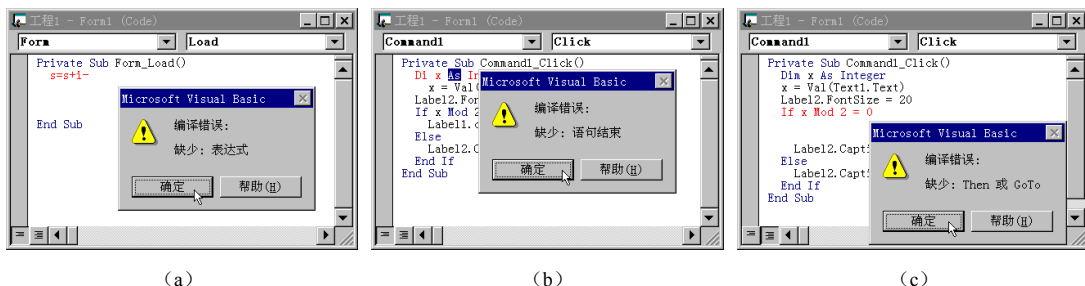 工程1 - Form1 (Code)
Form
Load
Private Sub Form_Load()
s=s+i-
End Sub
Microsoft Visual Basic
编译错误:
缺少: 表达式
确定
帮助(H)
(a)
工程1 - Form1 (Code)
Command1
Click
Private Sub Command1_Click()
Di x As In
x = Val(
Label2.Fon
If x Mod 2
Label1.c
Else
Label2.C
End If
End Sub
Microsoft Visual Basic
编译错误:
缺少: 语句结束
确定
帮助(H)
(b)
工程1 - Form1 (Code)
Command1
Click
Private Sub Command1_Click()
Dim x As Integer
x = Val(Text1.Text)
Label2.FontSize = 20
If x Mod 2 = 0
Label2.Capti
Else
Label2.Capti
End If
End Sub
Microsoft Visual Basic
编译错误:
缺少: Then 或 GoTo
确定
帮助(H)
(c)